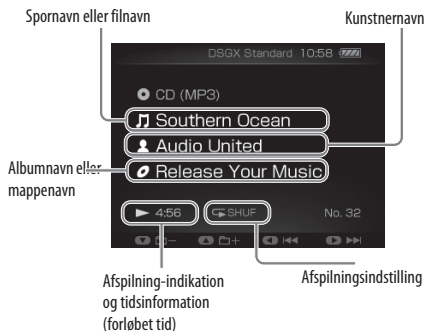 Spornavn eller filnavn
Kunstnernavn
DSGX Standard 10:58
CD (MP3)
Southern Ocean
Audio United
Albumnavn eller
mappenavn
Release Your Music
4:56 SHUF No. 32
− +
Afspilning-indikation
og tidsinformation
(forløbet tid)
Afspilningsindstilling